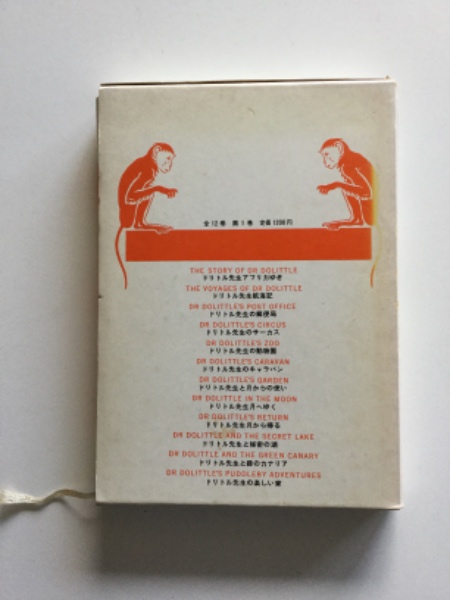 全12巻 第1巻 定価1200円
THE STORY OF DR DOLITTLE
ドリトル先生アフリカゆき
THE VOYAGES OF DR DOLITTLE
ドリトル先生航海記
DR DOLITTLE'S POST OFFICE
ドリトル先生の郵便局
DR DOLITTLE'S CIRCUS
ドリトル先生のサーカス
DR DOLITTLE'S ZOO
ドリトル先生の動物園
DR DOLITTLE'S CARAVAN
ドリトル先生のキャラバン
DR DOLITTLE'S GARDEN
ドリトル先生と月からの使い
DR DOLITTLE IN THE MOON
ドリトル先生月へゆく
DR DOLITTLE'S RETURN
ドリトル先生月から帰る
DR DOLITTLE AND THE SECRET LAKE
ドリトル先生と秘密の湖
DR DOLITTLE AND THE GREEN CANARY
ドリトル先生と緑のカナリア
DR DOLITTLE'S PUDDLEBY ADVENTURES
ドリトル先生の楽しい家